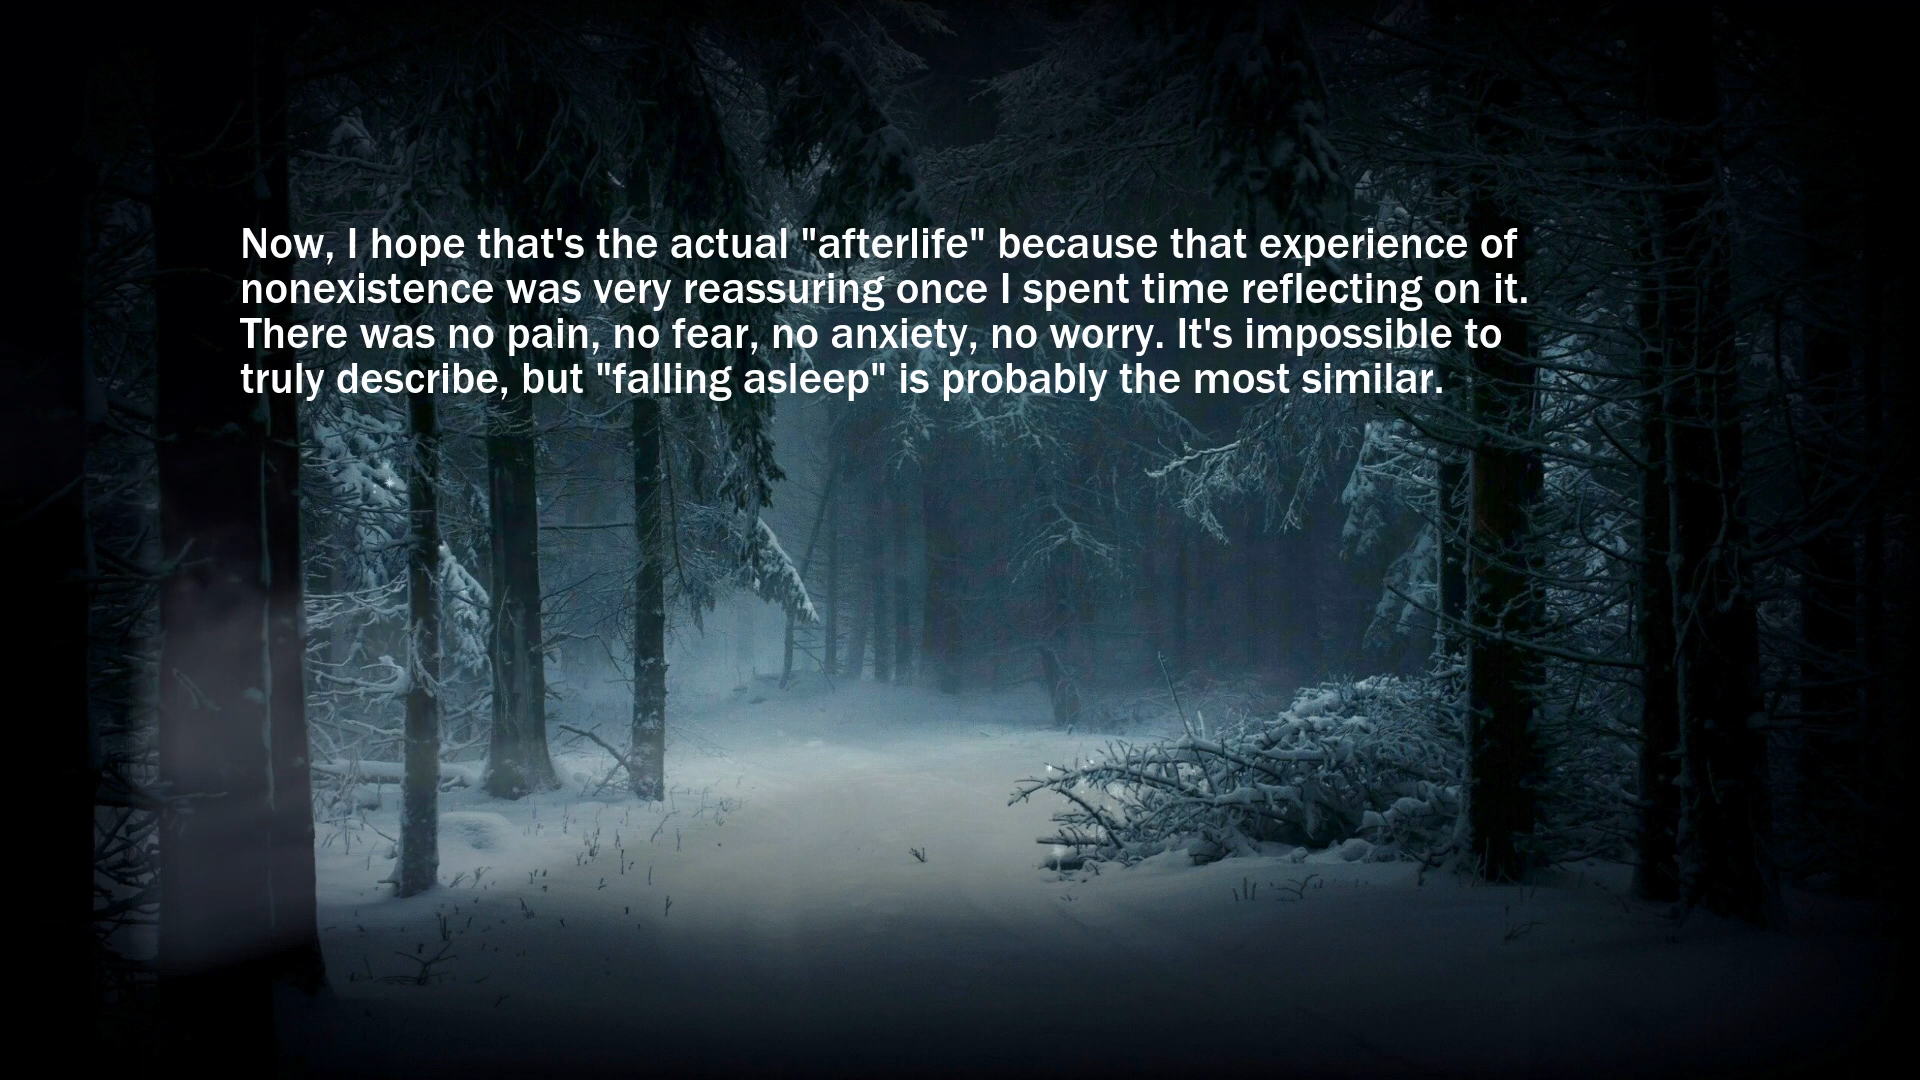 Now, I hope that's the actual "afterlife" because that experience of
nonexistence was very reassuring once I spent time reflecting on it.
There was no pain, no fear, no anxiety, no worry. It's impossible to
truly describe, but "falling asleep" is probably the most similar.